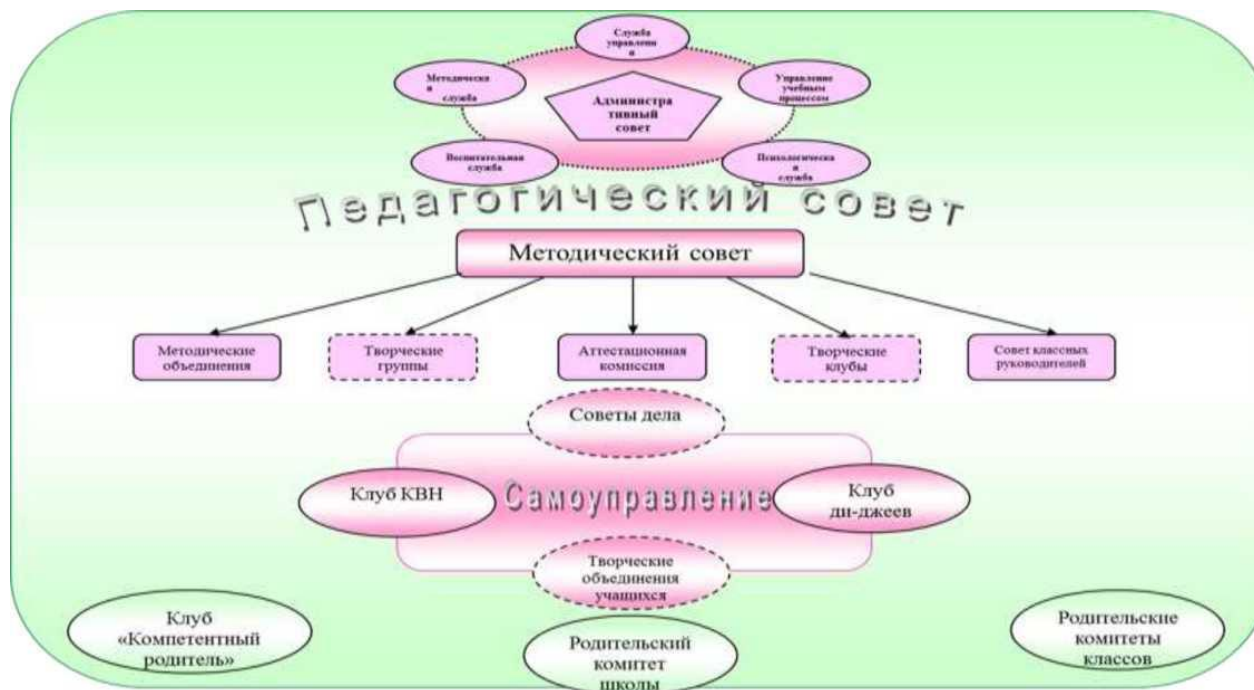 Служба
управлени
я
Методическа
я служба
Управление
учебным
процессом
Администра
тивный
совет
Воспитательная
служба
Психологическа
я служба
Педагогический совет
Методический совет
Методические
объединения
Творческие
группы
Аттестационная
комиссия
Творческие
клубы
Совет классных
руководителей
Советы дела
Клуб КВН
Самоуправление
Клуб
ди-джеев
Творческие
объединения
учащихся
Клуб
«Компетентный
родитель»
Родительский
комитет
школы
Родительские
комитеты
классов